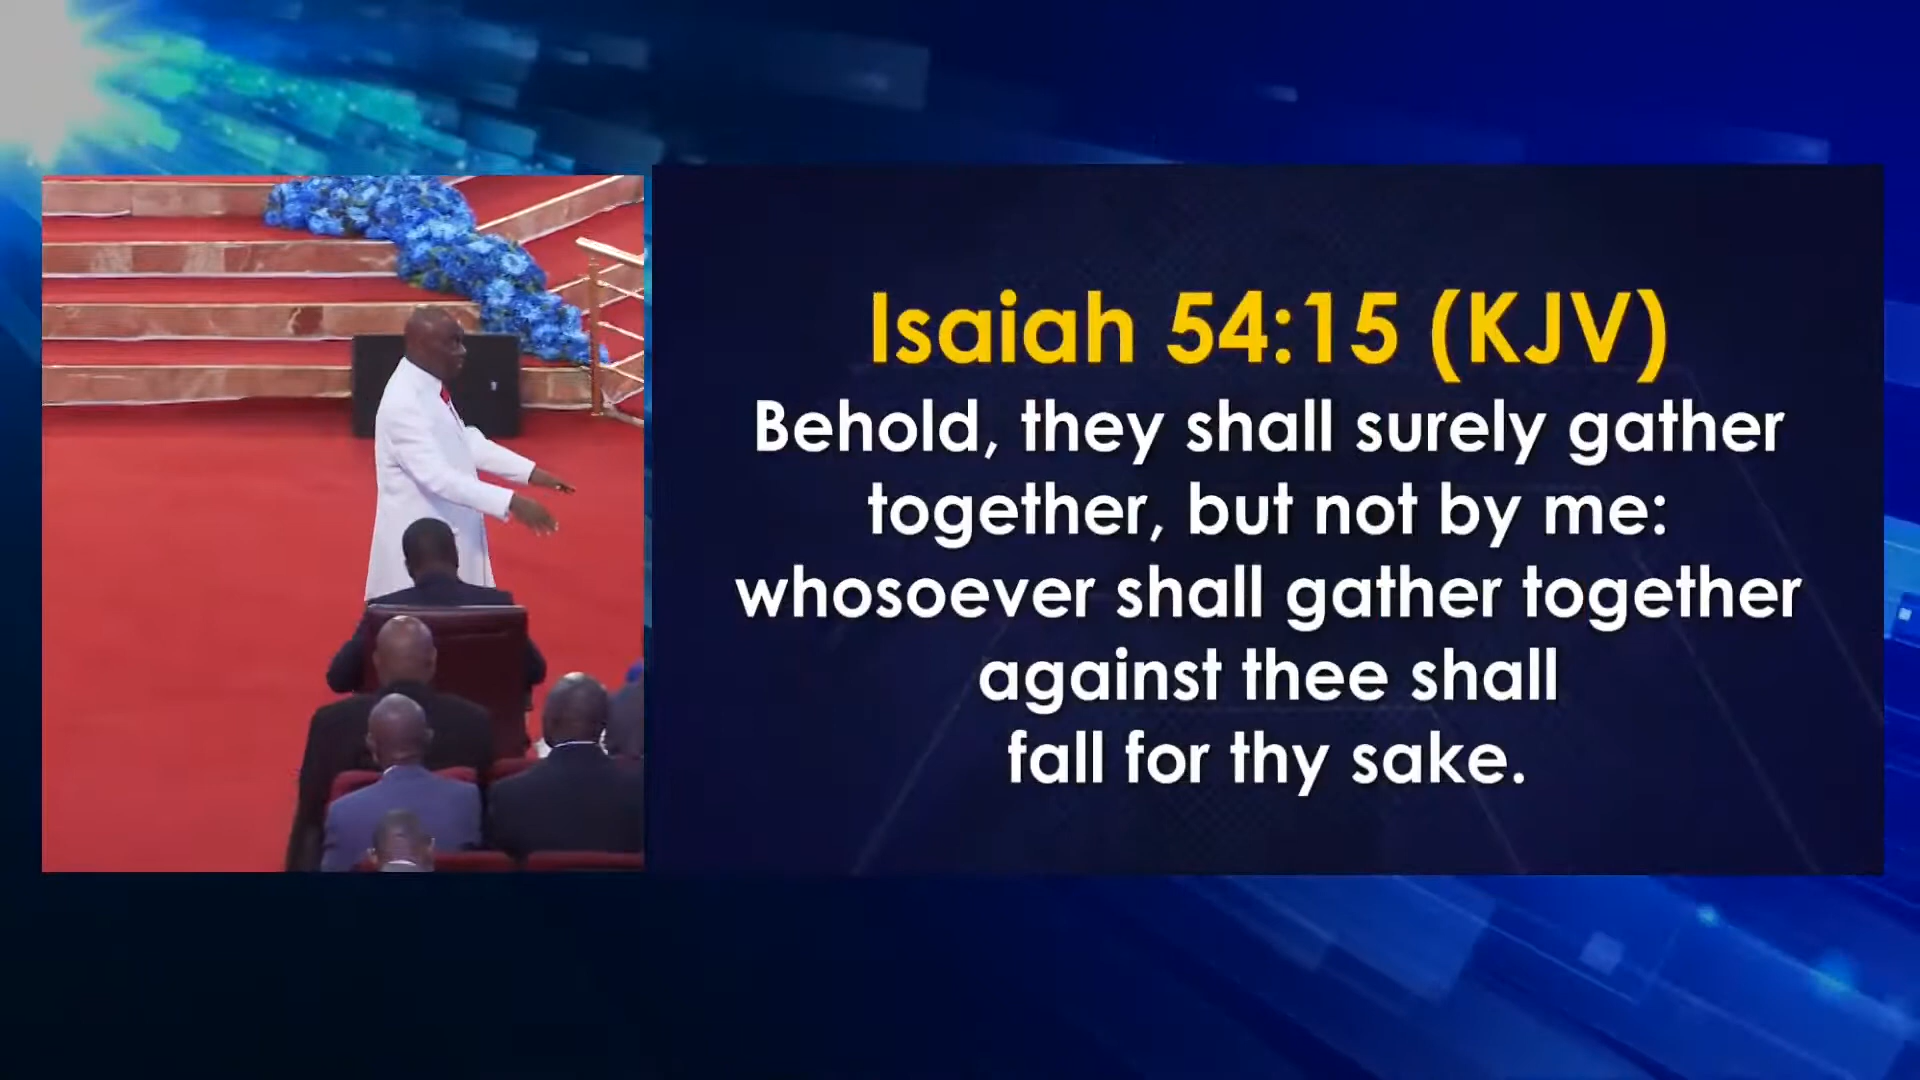 Isaiah 54:15 (KJV)
Behold, they shall surely gather
together, but not by me:
whosoever shall gather together
against thee shall
fall for thy sake.